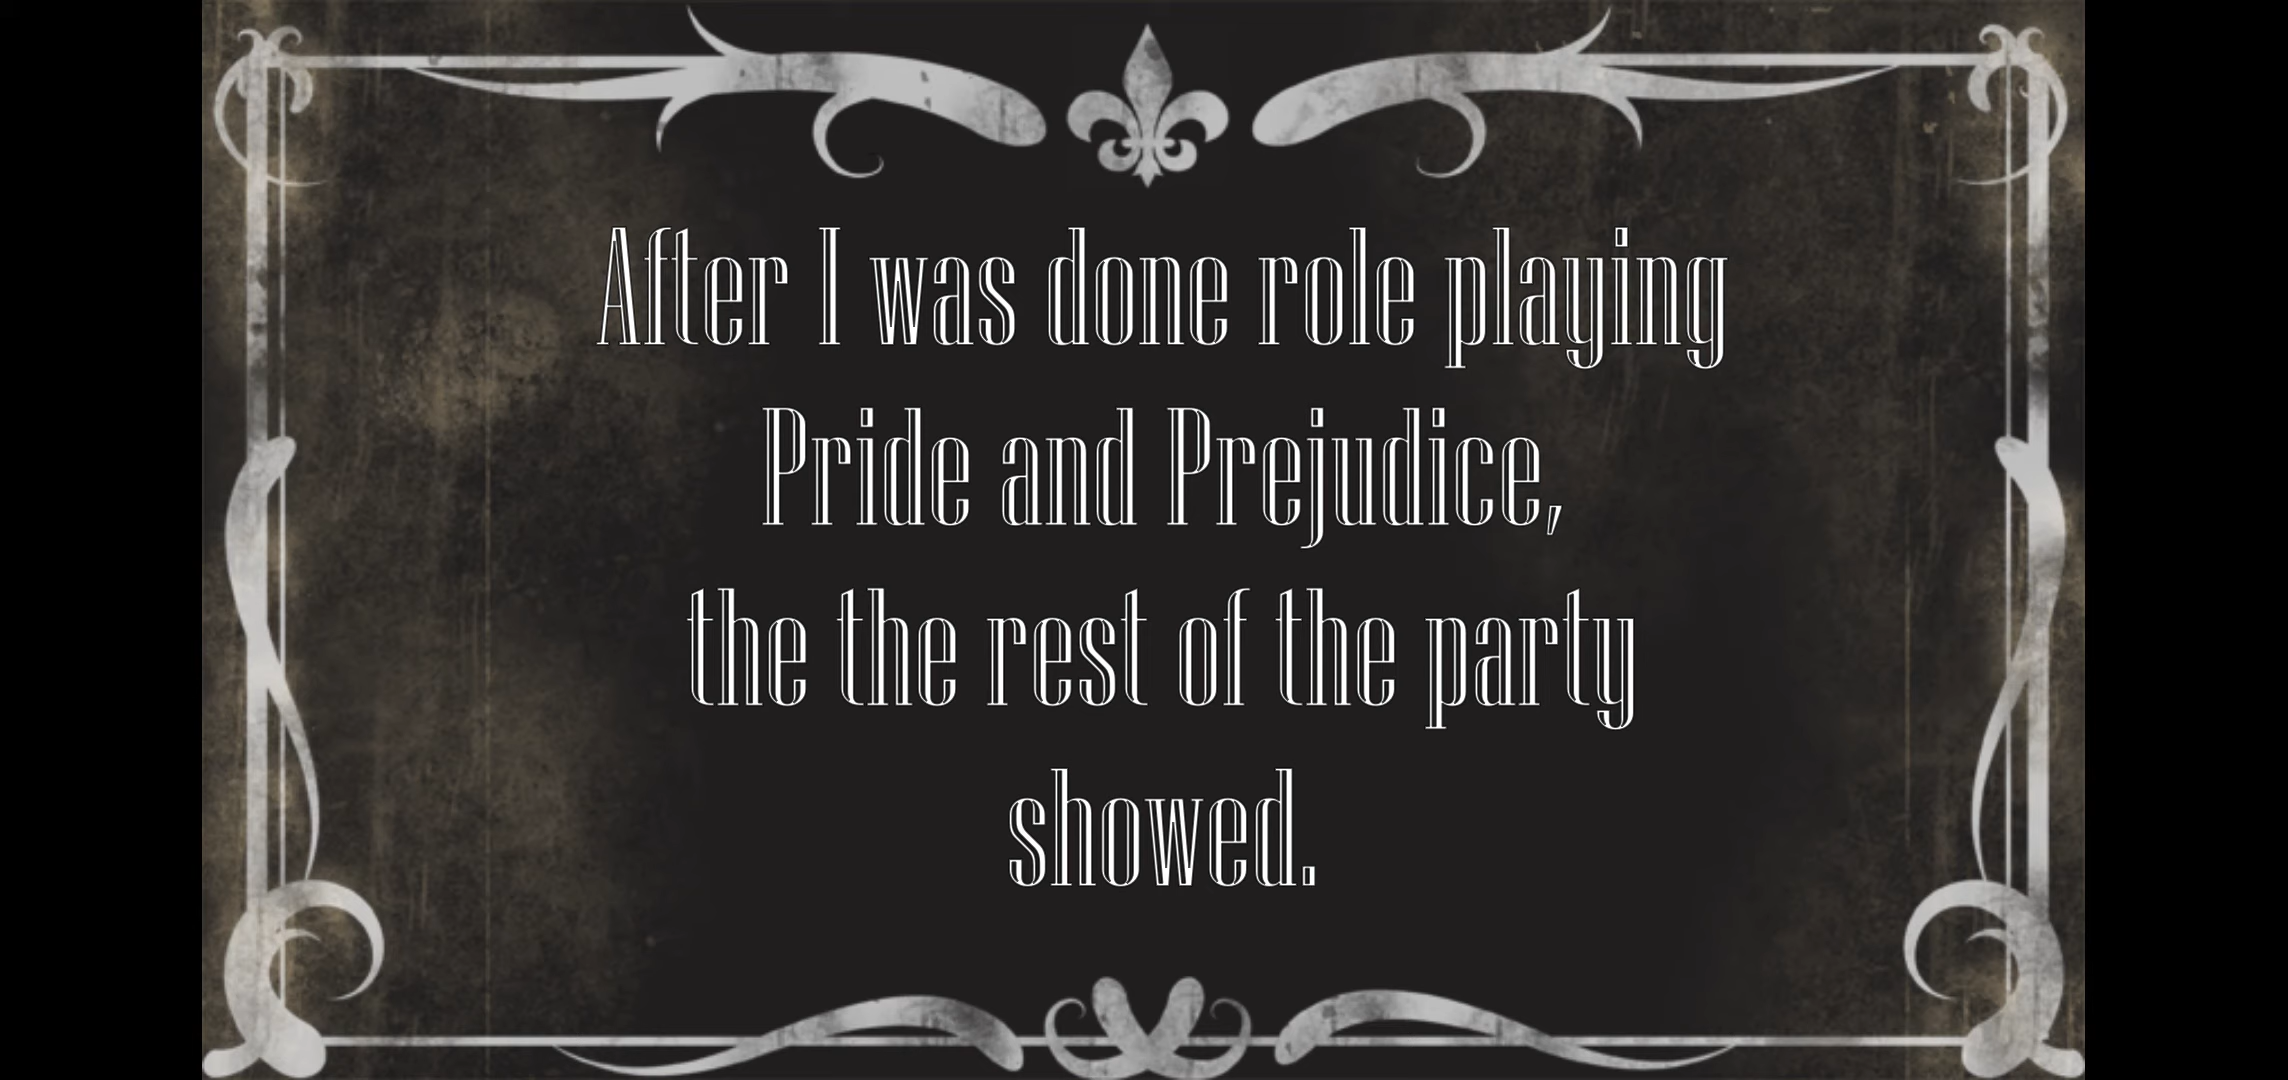 After I was done role playing
Pride and Prejudice,
the the rest of the party
showed.